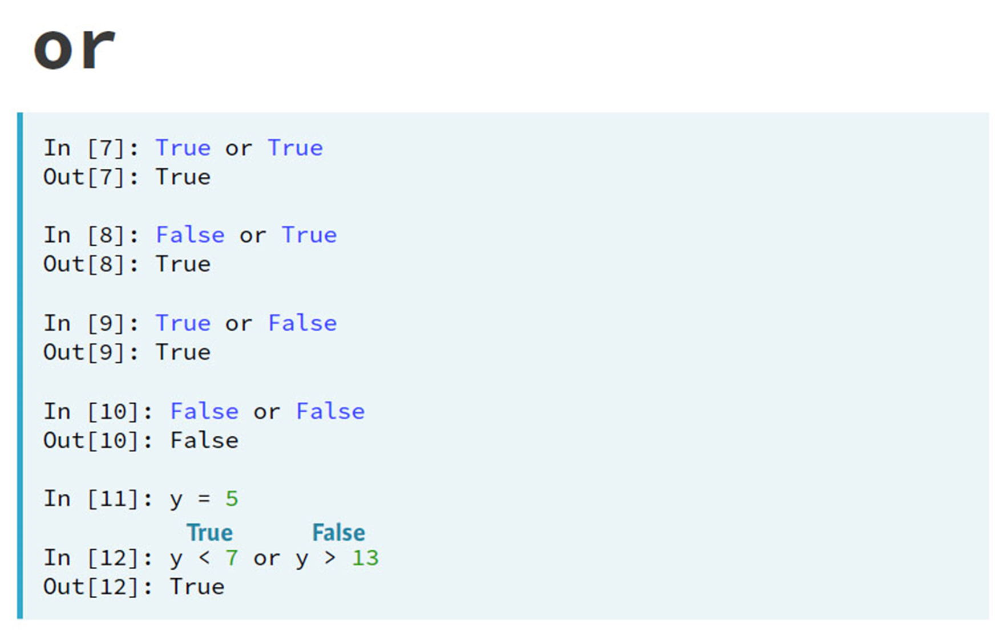 or
In [7]: True or True
Out[7]: True
In [8]: False or True
Out[8]: True
In [9]: True or False
Out[9]: True
In [10]: False or False
Out[10]: False
In [11]: y = 5
True False
In [12]: y < 7 or y > 13
Out[12]: True